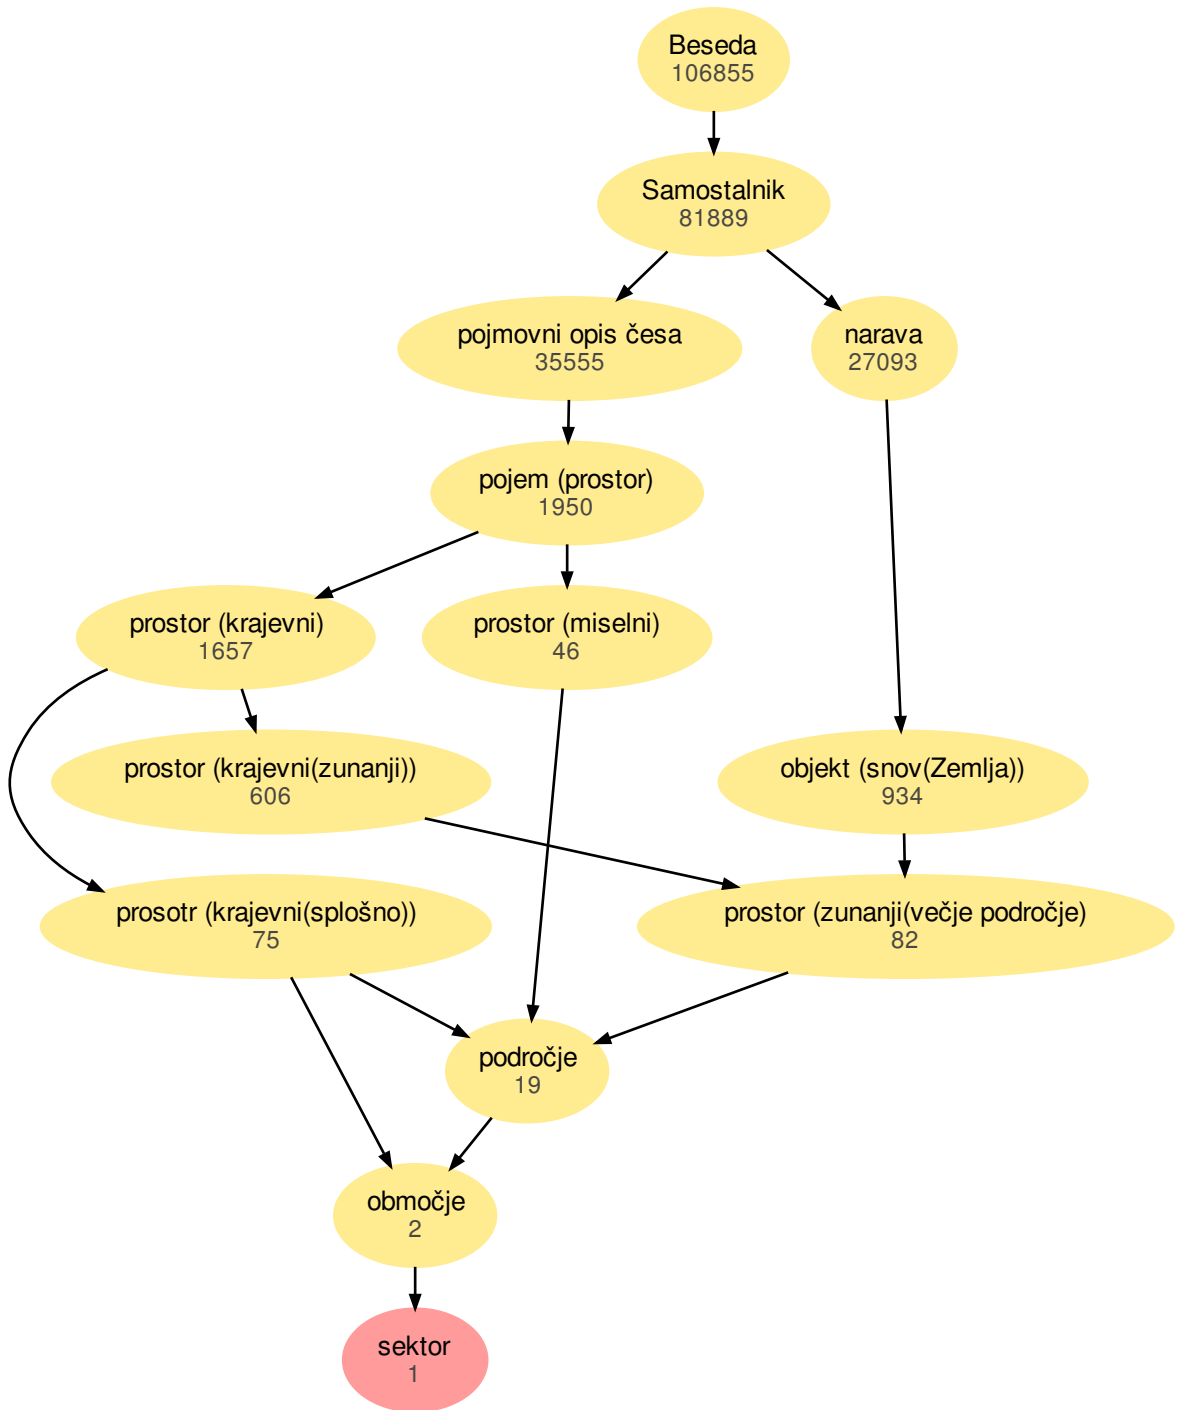 Beseda
106855
Samostalnik
81889
pojmovni opis česa
35555
narava
27093
pojem (prostor)
1950
prostor (krajevni)
1657
prostor (miselni)
46
prostor (krajevni(zunanji))
606
objekt (snov(Zemlja))
934
prosotr (krajevni(splošno))
75
prostor (zunanji(večje področje)
82
področje
19
območje
2
sektor
1